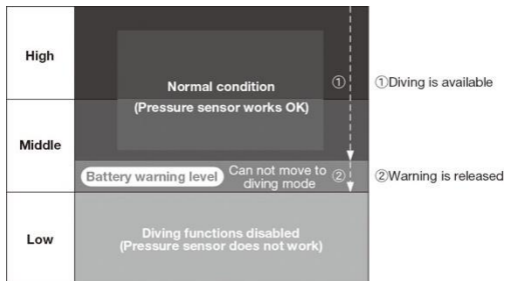 High
Normal condition
(Pressure sensor works OK)
①
①Diving is available
Middle
Battery warning level
Can not move to
diving mode
②
②Warning is released
Low
Diving functions disabled
(Pressure sensor does not work)